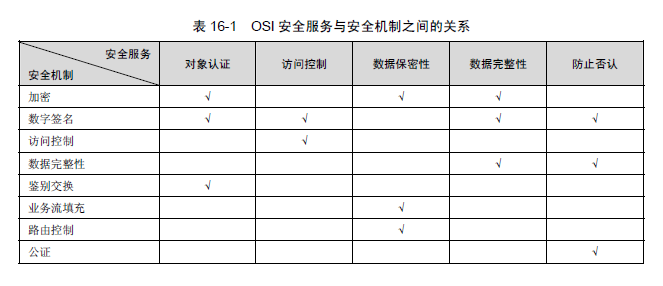 表 16-1 OSI 安全服务与安全机制之间的关系
安全服务
安全机制 对象认证 访问控制 数据保密性 数据完整性 防止否认
加密 √ √ √
数字签名 √ √ √ √
访问控制 √
数据完整性 √ √
鉴别交换 √
业务流填充 √
路由控制 √
公证 √